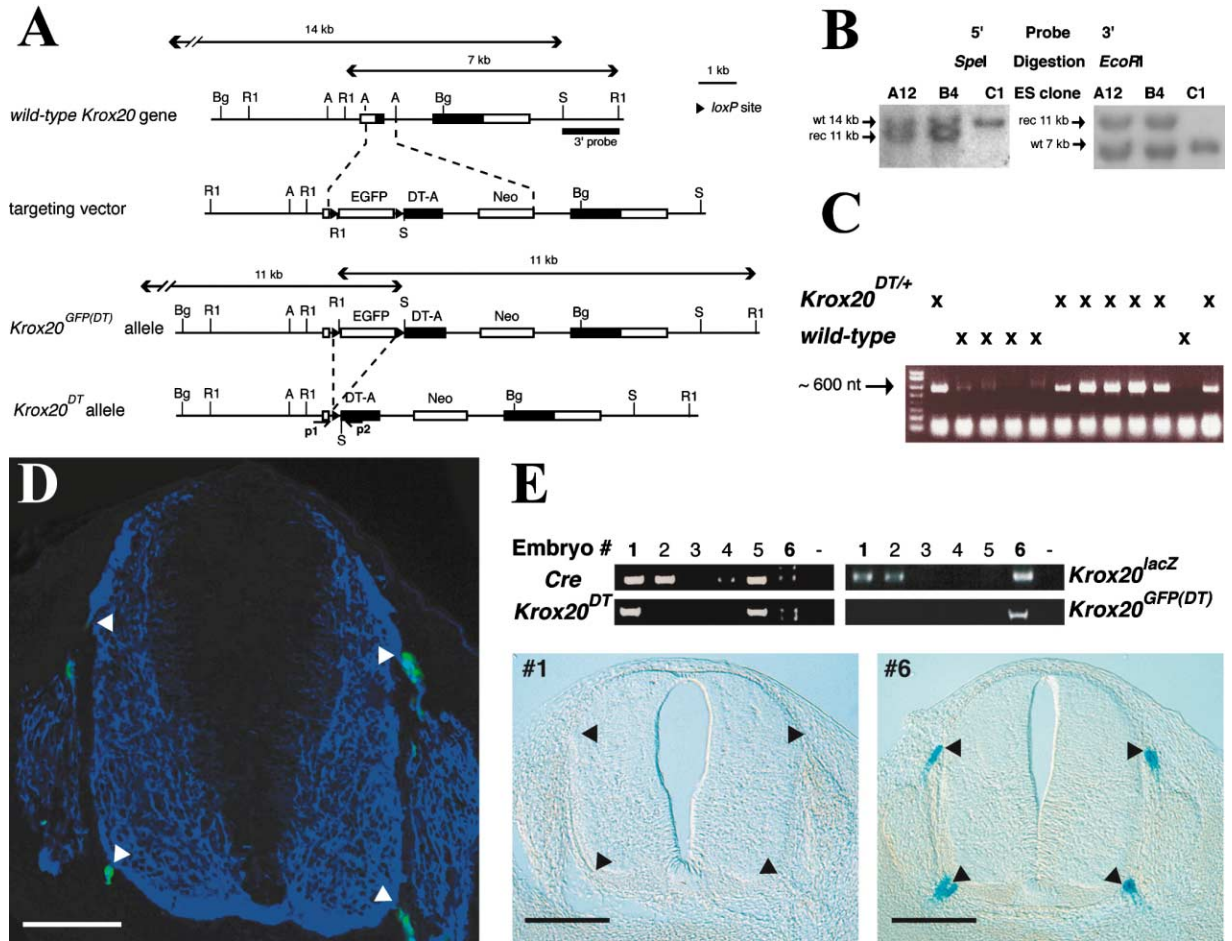 A
14 kb
7 kb
1 kb
Bg R1 A R1 A A Bg S R1
loxP site
wild-type Krox20 gene
3' probe
R1 A R1 EGFP DT-A Neo Bg S
targeting vector
R1 S
11 kb 11 kb
Bg R1 A R1 R1 EGFP S DT-A Neo Bg S R1
Krox20GFP(DT) allele
Bg R1 A R1 DT-A Neo Bg S R1
Krox20DT allele
p1 p2
S
B
5' Probe 3'
SpeI Digestion EcoRI
A12 B4 C1 ES clone A12 B4 C1
wt 14 kb
rec 11 kb
rec 11 kb
wt 7 kb
C
Krox20DT/+ x x x x x x x
wild-type x x x x x
~ 600 nt
D
E
Embryo # 1 2 3 4 5 6 - 1 2 3 4 5 6 -
Cre Krox20lacZ
Krox20DT Krox20GFP(DT)
#1 #6